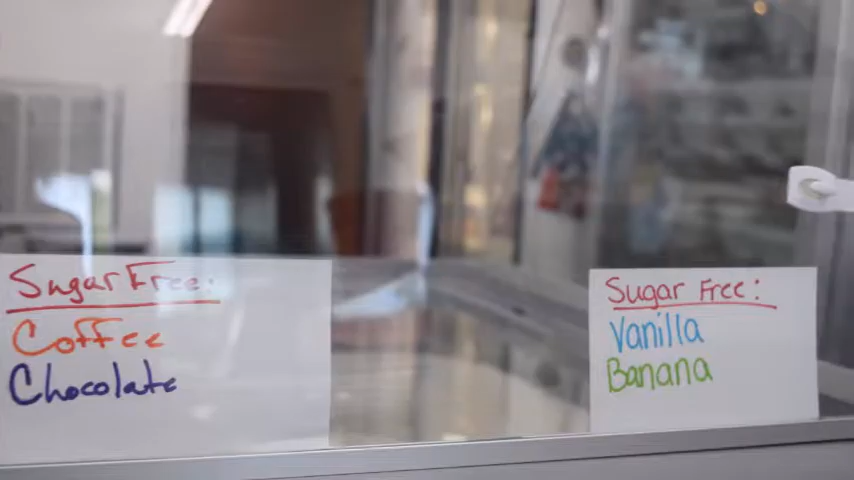 Sugar Free:
Coffee
Chocolate
Sugar Free:
Vanilla
Banana